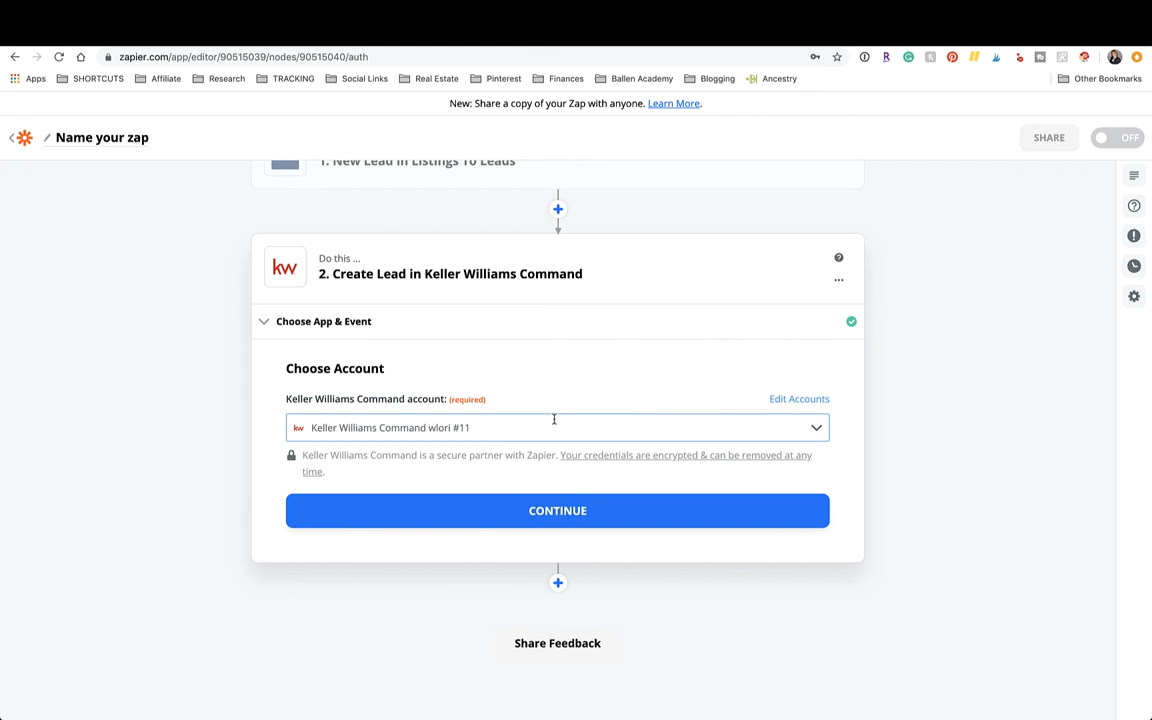 zapier.com/app/editor/90515039/nodes/90515040/auth
Apps SHORTCUTS Affiliate Research TRACKING Social Links Real Estate Pinterest Finances Ballen Academy Blogging Ancestry Other Bookmarks
New: Share a copy of your Zap with anyone. Learn More.
Name your zap
SHARE
OFF
1. New Lead in Listings To Leads
kw
Do this ...
2. Create Lead in Keller Williams Command
Choose App & Event
Choose Account
Keller Williams Command account: (required)
Edit Accounts
kw Keller Williams Command wlori #11
Keller Williams Command is a secure partner with Zapier. Your credentials are encrypted & can be removed at any
time.
CONTINUE
Share Feedback